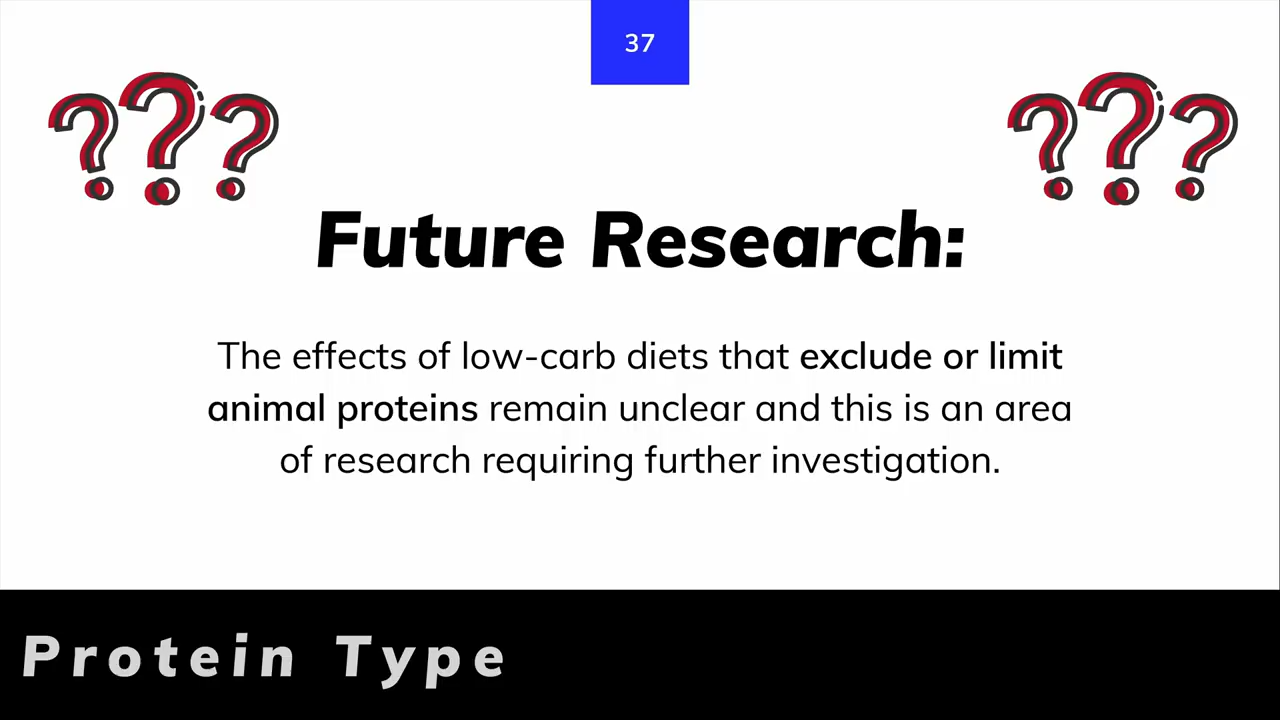 37
Future Research:
The effects of low-carb diets that exclude or limit
animal proteins remain unclear and this is an area
of research requiring further investigation.
Protein Type